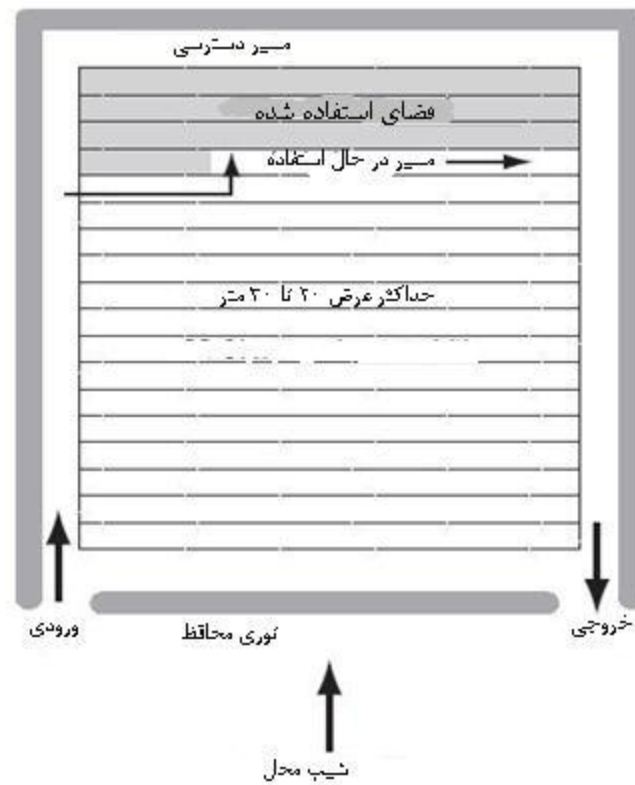 مسیر دسترسی
فضای استفاده شده
مسیر در حال استفاده
حداکثر عرض ۲۰ تا ۳۰ متر
ورودی
توری محافظ
خروجی
شیب محل